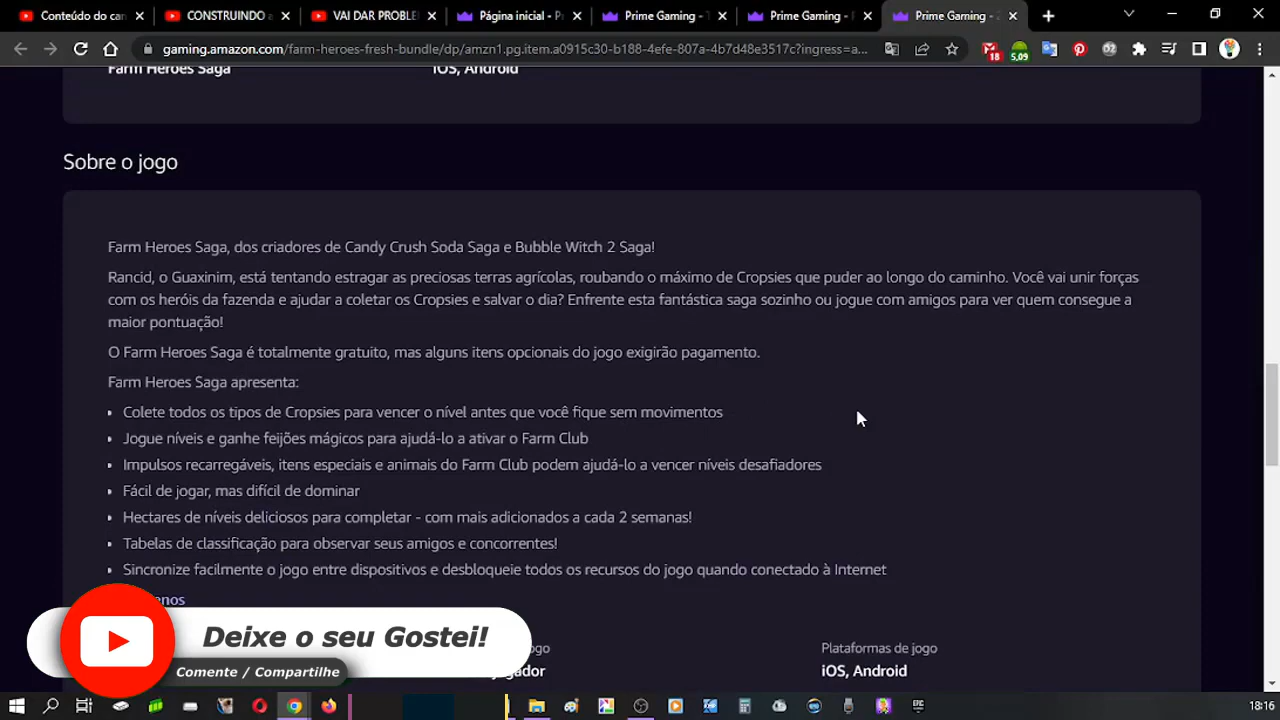 Conteúdo do car
CONSTRUINDO
VAI DAR PROBLE
Página inicial - P
Prime Gaming -
Prime Gaming -
Prime Gaming -
gaming.amazon.com/farm-heroes-fresh-bundle/dp/amzn1.pg.item.a0915c30-b188-4efe-807a-4b7d48e3517c?ingress=a...
18
5,09
Farm Heroes Saga
iOS, Android
Sobre o jogo
Farm Heroes Saga, dos criadores de Candy Crush Soda Saga e Bubble Witch 2 Saga!
Rancid, o Guaxinim, está tentando estragar as preciosas terras agrícolas, roubando o máximo de Cropsies que puder ao longo do caminho. Você vai unir forças
com os heróis da fazenda e ajudar a coletar os Cropsies e salvar o dia? Enfrente esta fantástica saga sozinho ou jogue com amigos para ver quem consegue a
maior pontuação!
O Farm Heroes Saga é totalmente gratuito, mas alguns itens opcionais do jogo exigirão pagamento.
Farm Heroes Saga apresenta:
• Colete todos os tipos de Cropsies para vencer o nível antes que você fique sem movimentos
• Jogue níveis e ganhe feijões mágicos para ajudá-lo a ativar o Farm Club
• Impulsos recarregáveis, itens especiais e animais do Farm Club podem ajudá-lo a vencer níveis desafiadores
• Fácil de jogar, mas difícil de dominar
• Hectares de níveis deliciosos para completar - com mais adicionados a cada 2 semanas!
• Tabelas de classificação para observar seus amigos e concorrentes!
• Sincronize facilmente o jogo entre dispositivos e desbloqueie todos os recursos do jogo quando conectado à Internet
enos
Deixe o seu Gostei!
Comente / Compartilhe
ogo
gador
Plataformas de jogo
iOS, Android
EPIC
18:16